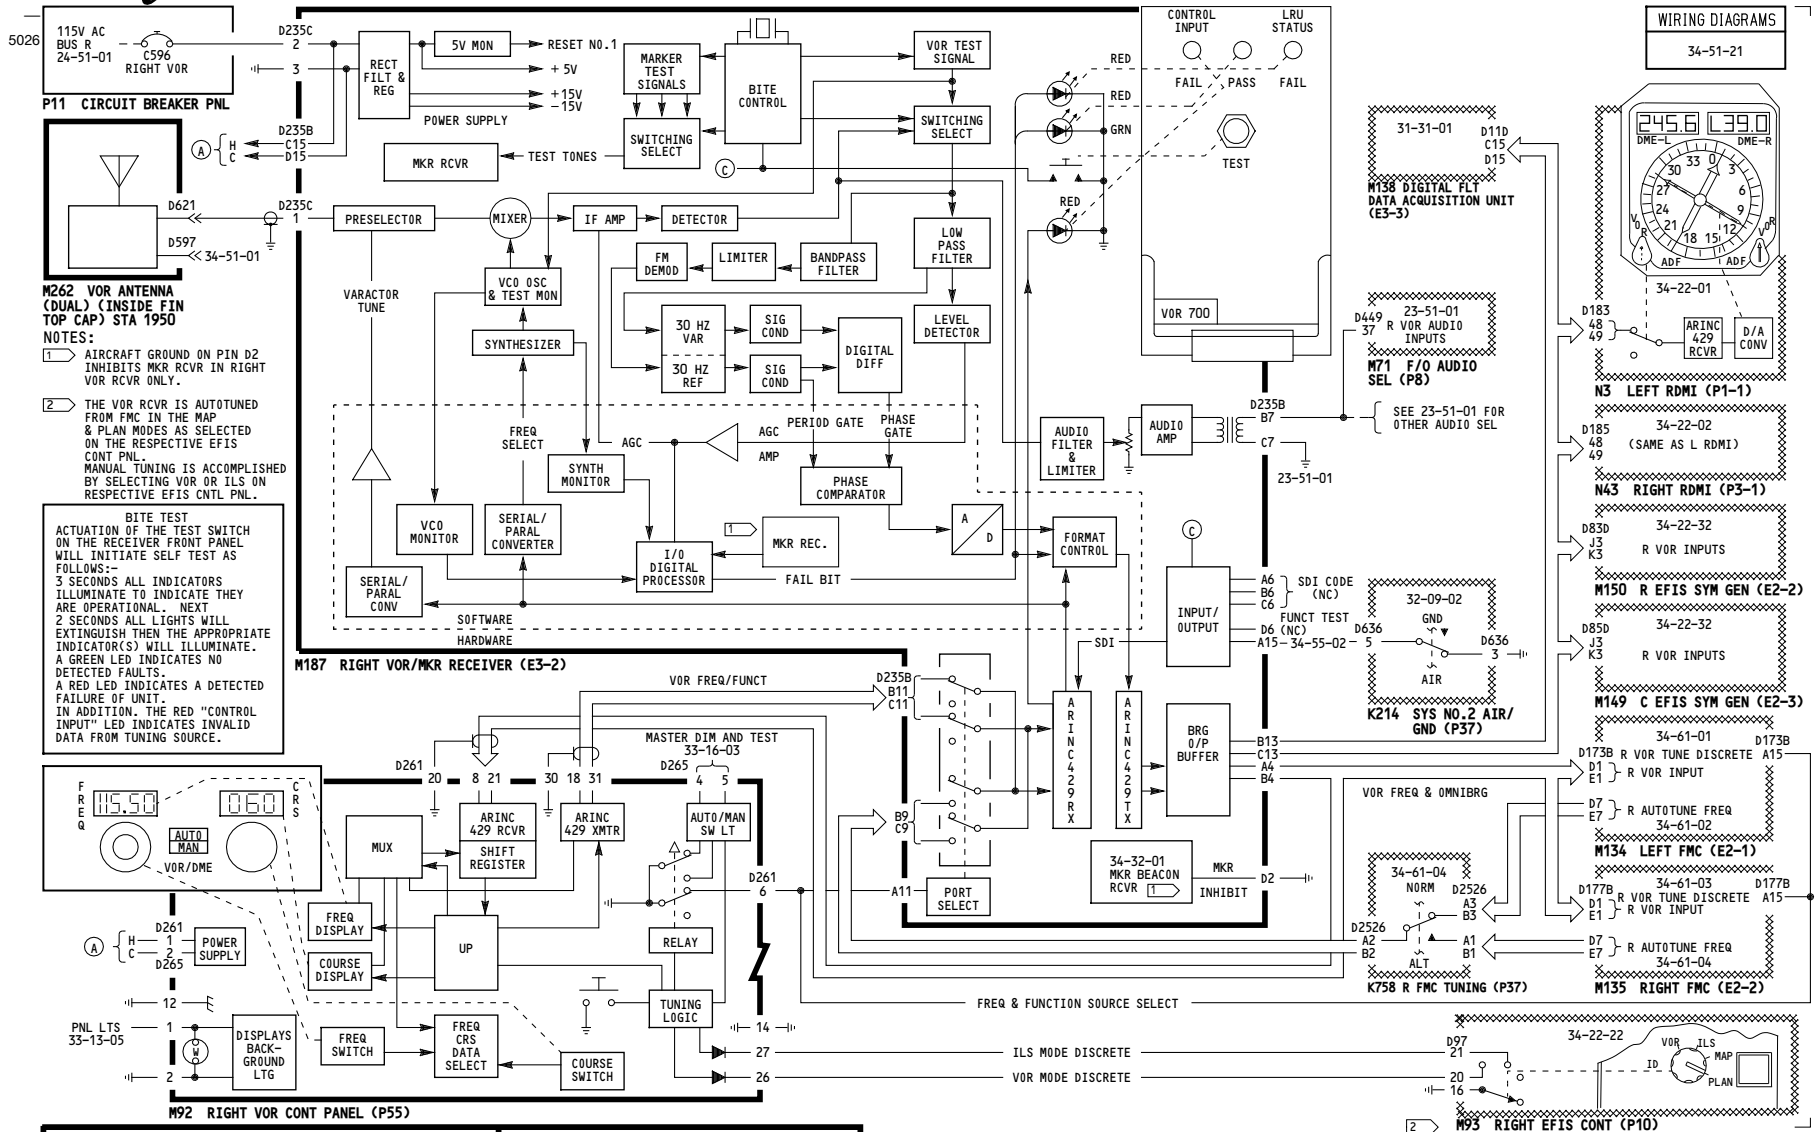 WIRING DIAGRAMS
34-51-21
5026
115V AC
BUS R
24-51-01
C596
RIGHT VOR
P11 CIRCUIT BREAKER PNL
D235C
2
3
D235B
A
H
C
C15
D15
D621
D235C
1
D597
34-51-01
M262 VOR ANTENNA
(DUAL) (INSIDE FIN
TOP CAP) STA 1950
NOTES:
1
AIRCRAFT GROUND ON PIN D2
INHIBITS MKR RCVR IN RIGHT
VOR RCVR ONLY.
2
THE VOR RCVR IS AUTOTUNED
FROM FMC IN THE MAP
& PLAN MODES AS SELECTED
ON THE RESPECTIVE EFIS
CONT PNL.
MANUAL TUNING IS ACCOMPLISHED
BY SELECTING VOR OR ILS ON
RESPECTIVE EFIS CNTL PNL.
BITE TEST
ACTUATION OF THE TEST SWITCH
ON THE RECEIVER FRONT PANEL
WILL INITIATE SELF TEST AS
FOLLOWS:-
3 SECONDS ALL INDICATORS
ILLUMINATE TO INDICATE THEY
ARE OPERATIONAL. NEXT
2 SECONDS ALL LIGHTS WILL
EXTINGUISH THEN THE APPROPRIATE
INDICATOR(S) WILL ILLUMINATE.
A GREEN LED INDICATES NO
DETECTED FAULTS.
A RED LED INDICATES A DETECTED
FAILURE OF UNIT.
IN ADDITION. THE RED "CONTROL
INPUT" LED INDICATES INVALID
DATA FROM TUNING SOURCE.
RECT
FILT &
REG
5V MON
RESET NO.1
+ 5V
+15V
-15V
POWER SUPPLY
MARKER
TEST
SIGNALS
SWITCHING
SELECT
TEST TONES
MKR RCVR
BITE
CONTROL
VOR TEST
SIGNAL
SWITCHING
SELECT
C
PRESELECTOR
MIXER
IF AMP
DETECTOR
LOW
PASS
FILTER
FM
DEMOD
LIMITER
BANDPASS
FILTER
VCO OSC
& TEST MON
VARACTOR
TUNE
SYNTHESIZER
30 HZ
VAR
30 HZ
REF
SIG
COND
SIG
COND
DIGITAL
DIFF
LEVEL
DETECTOR
RED
RED
GRN
RED
CONTROL
INPUT
LRU
STATUS
FAIL
PASS
FAIL
TEST
VOR 700
FREQ
SELECT
AGC
AGC
AMP
PERIOD GATE
PHASE
GATE
SYNTH
MONITOR
PHASE
COMPARATOR
VCO
MONITOR
SERIAL/
PARAL
CONVERTER
1
MKR REC.
I/O
DIGITAL
PROCESSOR
FAIL BIT
A
D
FORMAT
CONTROL
SERIAL/
PARAL
CONV
SOFTWARE
HARDWARE
M187 RIGHT VOR/MKR RECEIVER (E3-2)
AUDIO
FILTER
&
LIMITER
AUDIO
AMP
D235B
B7
C7
23-51-01
SEE 23-51-01 FOR
OTHER AUDIO SEL
C
INPUT/
OUTPUT
A6
B6
C6
SDI CODE
(NC)
FUNCT TEST
D6 (NC)
A15
34-55-02
D636
5
SDI
32-09-02
GND
AIR
D636
3
K214 SYS NO.2 AIR/
GND (P37)
31-31-01
D11D
C15
D15
M138 DIGITAL FLT
DATA ACQUISITION UNIT
(E3-3)
D449
37
23-51-01
R VOR AUDIO
INPUTS
M71 F/O AUDIO
SEL (P8)
245.6
L39.0
DME-L
DME-R
0
3
6
9
12
15
18
21
24
27
30
33
VOR
VOR
ADF
ADF
34-22-01
D183
48
49
ARINC
429
RCVR
D/A
CONV
N3 LEFT RDMI (P1-1)
D185
48
49
34-22-02
(SAME AS L RDMI)
N43 RIGHT RDMI (P3-1)
D83D
J3
K3
34-22-32
R VOR INPUTS
M150 R EFIS SYM GEN (E2-2)
D85D
J3
K3
34-22-32
R VOR INPUTS
M149 C EFIS SYM GEN (E2-3)
34-61-01
D173B
R VOR TUNE DISCRETE
D173B
A15
D1
E1
R VOR INPUT
D7
E7
R AUTOTUNE FREQ
34-61-02
M134 LEFT FMC (E2-1)
34-61-03
D177B
R VOR TUNE DISCRETE
D177B
A15
D1
E1
R VOR INPUT
D7
E7
R AUTOTUNE FREQ
34-61-04
M135 RIGHT FMC (E2-2)
VOR FREQ/FUNCT
D235B
B11
C11
B9
C9
A11
PORT
SELECT
ARINC429RX
ARINC429TX
BRG
O/P
BUFFER
B13
C13
A4
B4
VOR FREQ & OMNIBRG
34-32-01
MKR BEACON
RCVR
1
MKR
INHIBIT
D2
34-61-04
NORM
ALT
D2526
A3
B3
A1
B1
D2526
A2
B2
K758 R FMC TUNING (P37)
FREQ & FUNCTION SOURCE SELECT
MASTER DIM AND TEST
33-16-03
D261
20
8
21
30
18
31
D265
4
5
FREQ
115.50
060
CRS
AUTO
MAN
VOR/DME
MUX
ARINC
429 RCVR
SHIFT
REGISTER
ARINC
429 XMTR
AUTO/MAN
SW LT
D261
6
FREQ
DISPLAY
COURSE
DISPLAY
UP
RELAY
TUNING
LOGIC
D261
A
H
C
1
2
D265
POWER
SUPPLY
12
PNL LTS
33-13-05
1
2
W
DISPLAYS
BACK-
GROUND
LTG
FREQ
SWITCH
FREQ
CRS
DATA
SELECT
COURSE
SWITCH
14
27
26
ILS MODE DISCRETE
VOR MODE DISCRETE
M92 RIGHT VOR CONT PANEL (P55)
D97
21
20
16
34-22-22
VOR
ILS
MAP
PLAN
ID
2
M93 RIGHT EFIS CONT (P10)